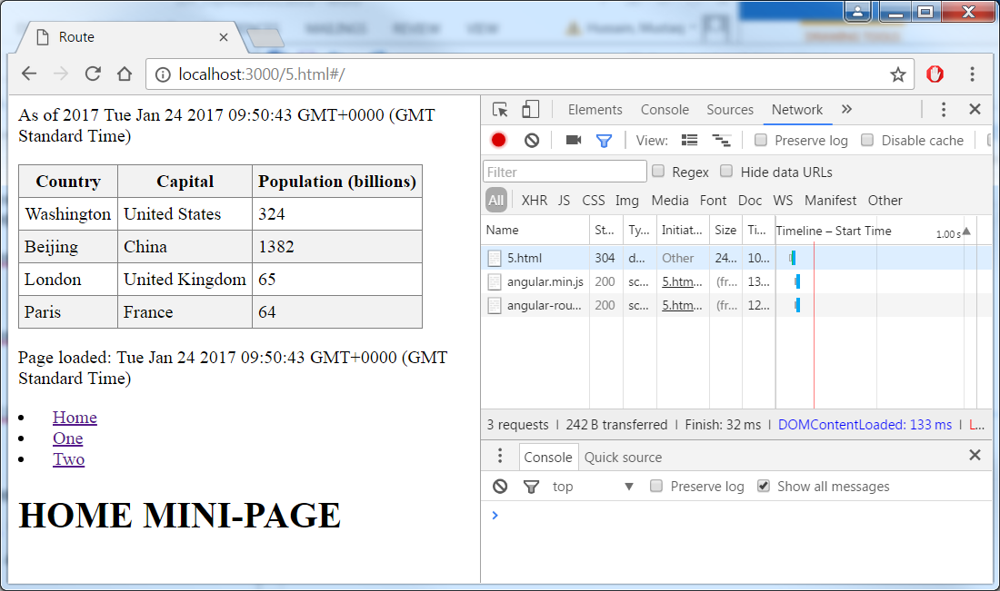 MAILINGS REVIEW VIEW
Route
localhost:3000/5.html#/
As of 2017 Tue Jan 24 2017 09:50:43 GMT+0000 (GMT
Standard Time)
Country Capital Population (billions)
Washington United States 324
Beijing China 1382
London United Kingdom 65
Paris France 64
Page loaded: Tue Jan 24 2017 09:50:43 GMT+0000 (GMT
Standard Time)
• Home
• One
• Two
HOME MINI-PAGE
Elements Console Sources Network »
View: Preserve log Disable cache
Filter Regex Hide data URLs
All XHR JS CSS Img Media Font Doc WS Manifest Other
Name St... Ty... Initiat... Size Ti... Timeline – Start Time 1.00 s
5.html 304 d... Other 24... 10...
angular.min.js 200 sc... 5.htm... (fr... 13...
angular-rou... 200 sc... 5.htm... (fr... 12...
3 requests | 242 B transferred | Finish: 32 ms | DOMContentLoaded: 133 ms | L...
Console Quick source
top Preserve log Show all messages